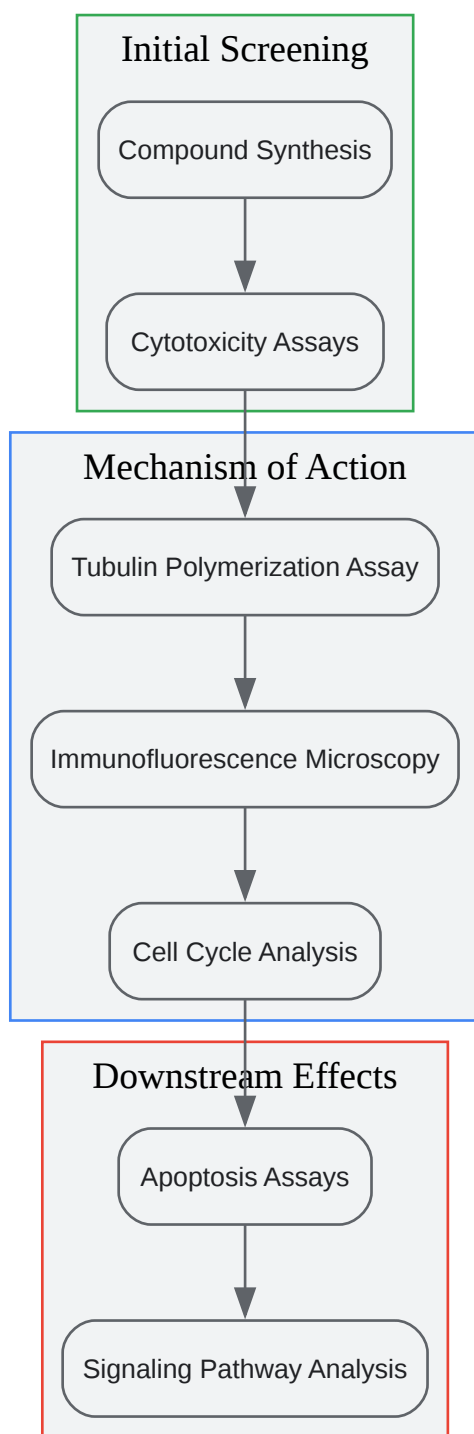 Initial Screening
Compound Synthesis
Cytotoxicity Assays
Mechanism of Action
Tubulin Polymerization Assay
Immunofluorescence Microscopy
Cell Cycle Analysis
Downstream Effects
Apoptosis Assays
Signaling Pathway Analysis